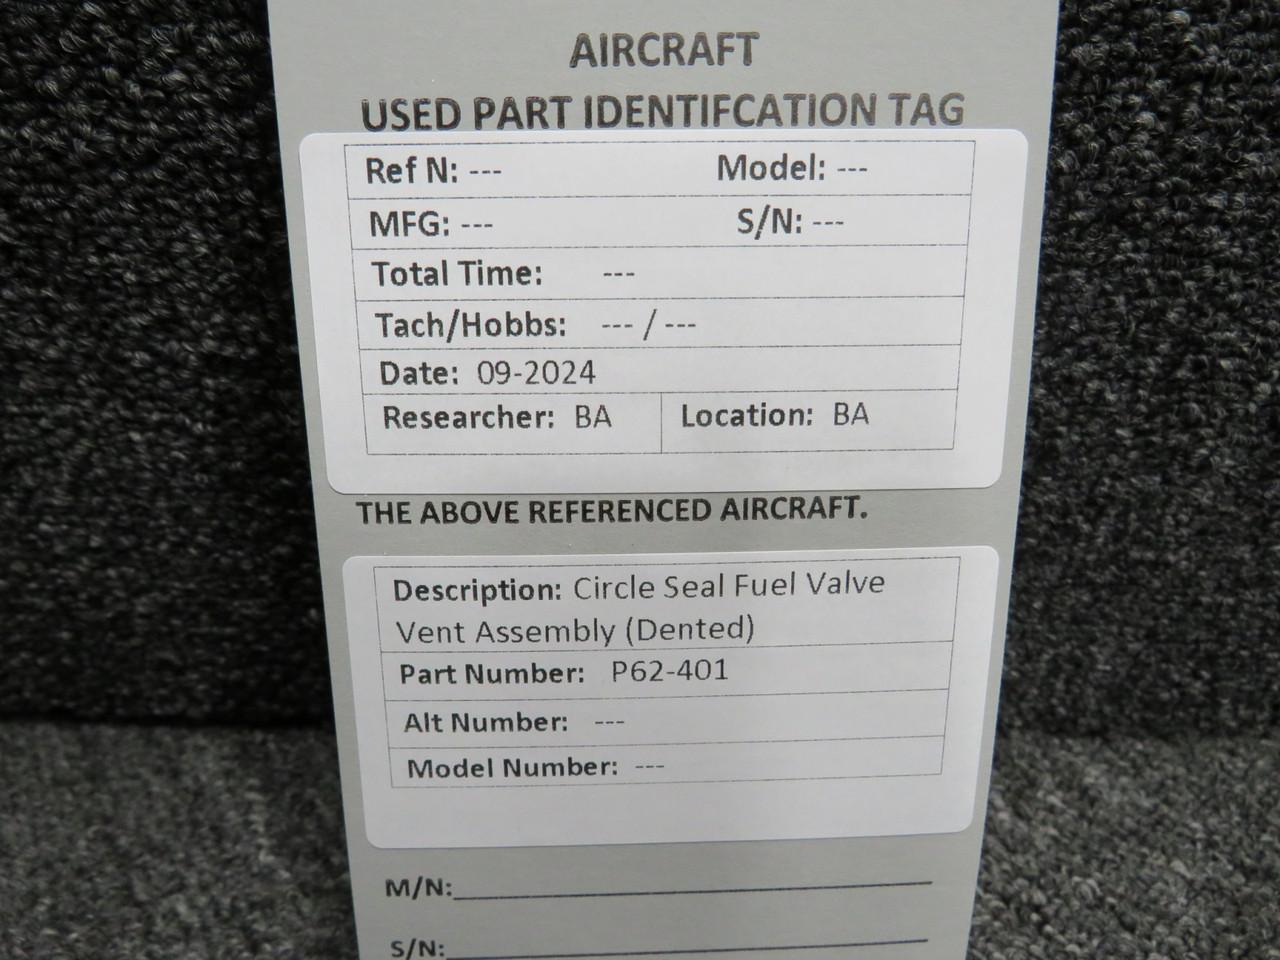 AIRCRAFT
USED PART IDENTIFCATION TAG
Ref N: --- Model: ---
MFG: --- S/N: ---
Total Time: ---
Tach/Hobbs: --- / ---
Date: 09-2024
Researcher: BA Location: BA
THE ABOVE REFERENCED AIRCRAFT.
Description: Circle Seal Fuel Valve
Vent Assembly (Dented)
Part Number: P62-401
Alt Number: ---
Model Number: ---
M/N:
S/N: